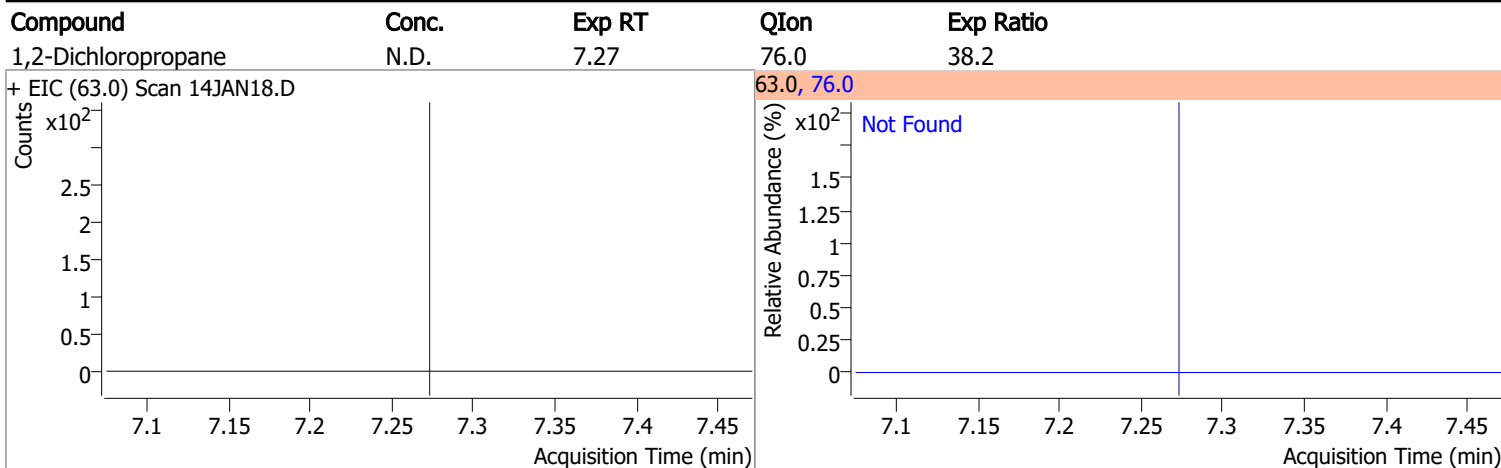 Compound Conc. Exp RT QIon Exp Ratio
1,2-Dichloropropane N.D. 7.27 76.0 38.2
+ EIC (63.0) Scan 14JAN18.D
Counts
x10²
2.5
2
1.5
1
0.5
0
7.1 7.15 7.2 7.25 7.3 7.35 7.4 7.45
Acquisition Time (min)
63.0, 76.0
Relative Abundance (%)
x10²
Not Found
1.5
1.25
1
0.75
0.5
0.25
0
7.1 7.15 7.2 7.25 7.3 7.35 7.4 7.45
Acquisition Time (min)